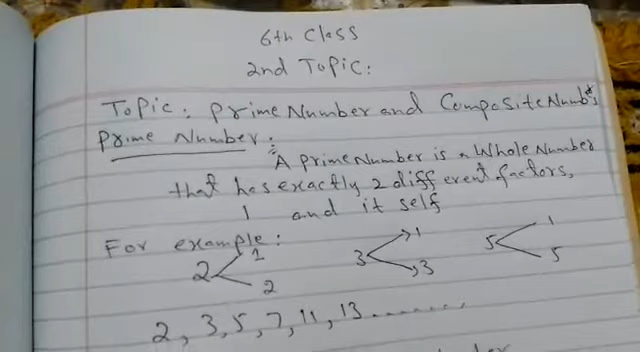 6th Class
2nd Topic:
Topic: Prime Number and Composite Numb
Prime Number:
A Prime Number is a Whole Number
that has exactly 2 different factors,
1 and it self
For example:
2 1 2 3 1 3 5 1 5
2, 3, 5, 7, 11, 13.......